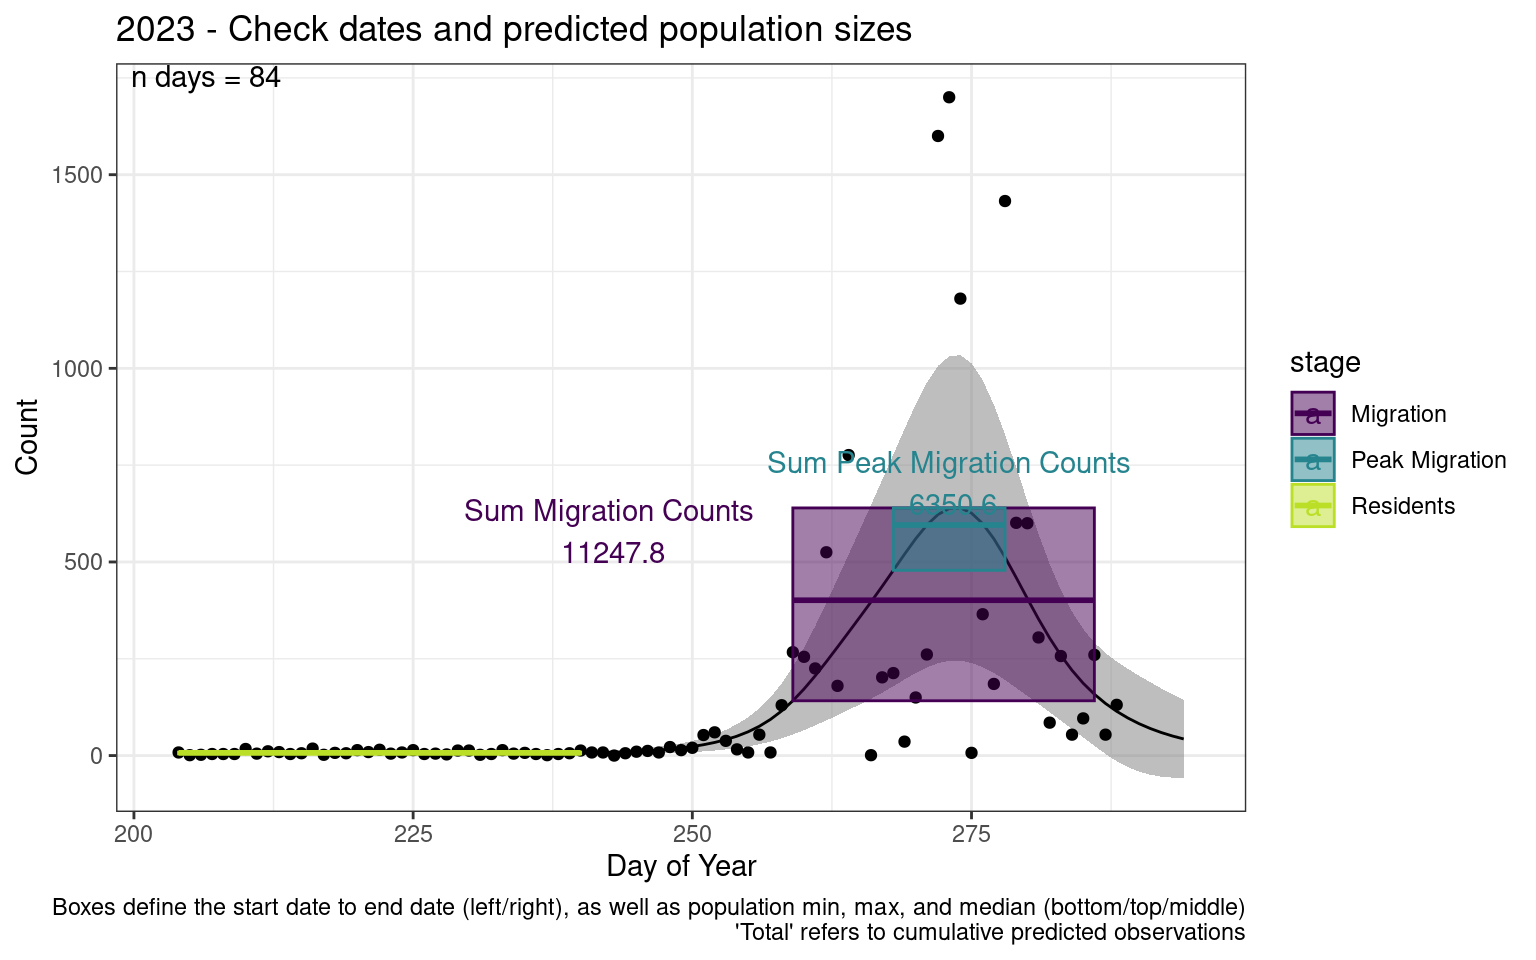 2023 - Check dates and predicted population sizes
n days = 84
Count
1500
1000
500
0
Sum Peak Migration Counts
6350.6
Sum Migration Counts
11247.8
200
225
250
275
Day of Year
stage
a Migration
a Peak Migration
a Residents
Boxes define the start date to end date (left/right), as well as population min, max, and median (bottom/top/middle)
'Total' refers to cumulative predicted observations